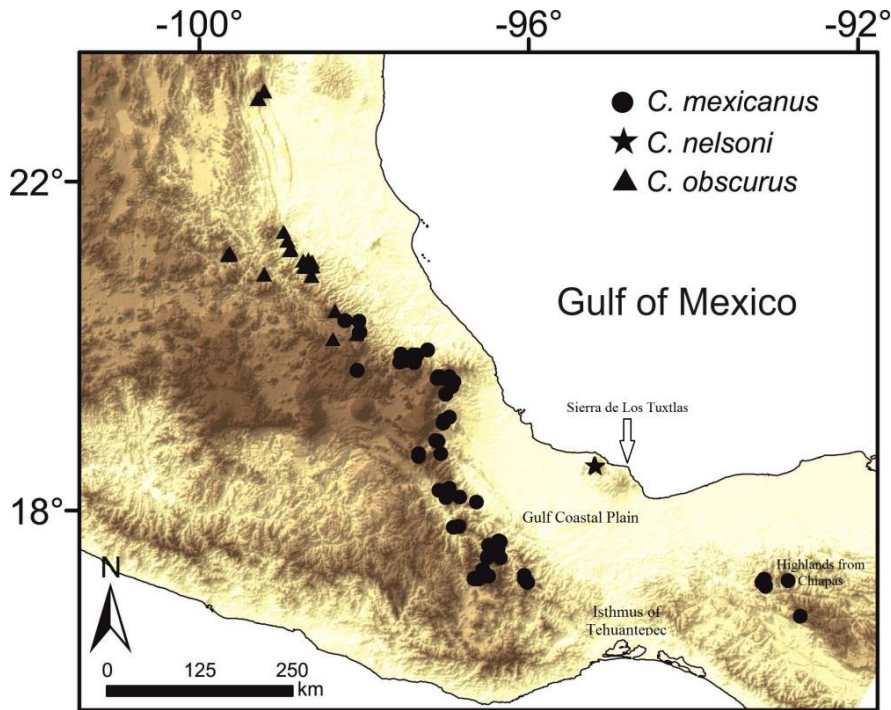 -100° -96° -92°
C. mexicanus
C. nelsoni
22° C. obscurus
Gulf of Mexico
Sierra de Los Tuxtlas
18° Gulf Coastal Plain
Highlands from
Chiapas
N
Isthmus of
Tehuantepec
0 125 250
km